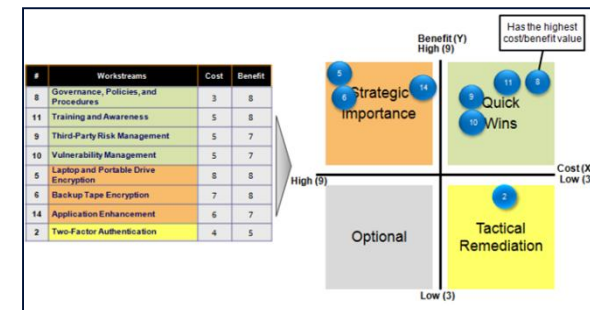 Has the highest
cost/benefit value
Benefit (Y)
High (9)
# Workstreams Cost Benefit
8 Governance, Policies, and Procedures 3 8
11 Training and Awareness 5 8
9 Third-Party Risk Management 5 7
10 Vulnerability Management 5 7
5 Laptop and Portable Drive Encryption 8 8
6 Backup Tape Encryption 7 8
14 Application Enhancement 6 7
2 Two-Factor Authentication 4 5
5
6
14
Strategic
Importance
11
8
9
10
Quick
Wins
High (9)
Cost (X
Low (3
2
Optional
Tactical
Remediation
Low (3)